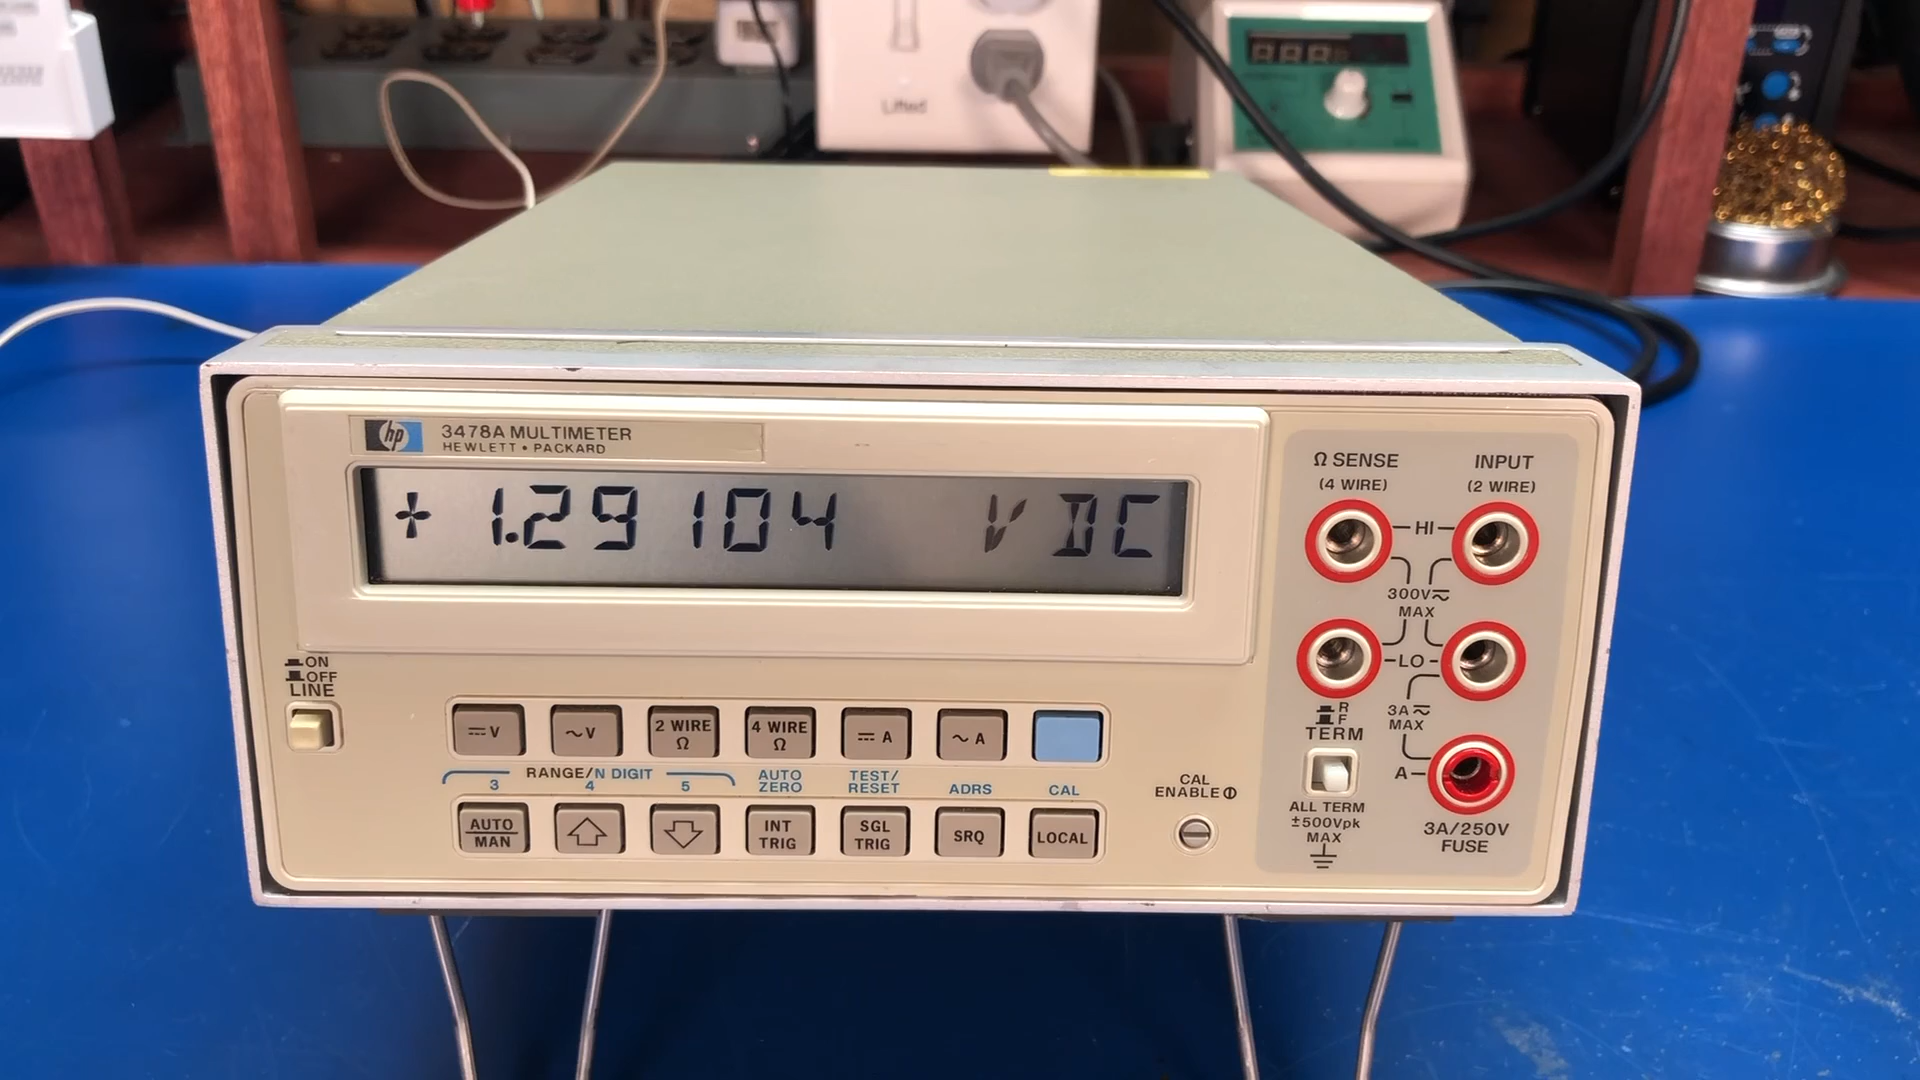 Lifted
hp
3478A MULTIMETER
HEWLETT • PACKARD
+ 1.29104 V DC
Ω SENSE
(4 WIRE)
INPUT
(2 WIRE)
HI
300V
MAX
LO
3A
MAX
A
R
F
TERM
ALL TERM
±500Vpk
MAX
3A/250V
FUSE
ON
OFF
LINE
V
~V
2 WIRE
Ω
4 WIRE
Ω
A
~A
RANGE/N DIGIT
3
4
5
AUTO
ZERO
TEST/
RESET
ADRS
CAL
AUTO
MAN
INT
TRIG
SGL
TRIG
SRQ
LOCAL
CAL
ENABLE